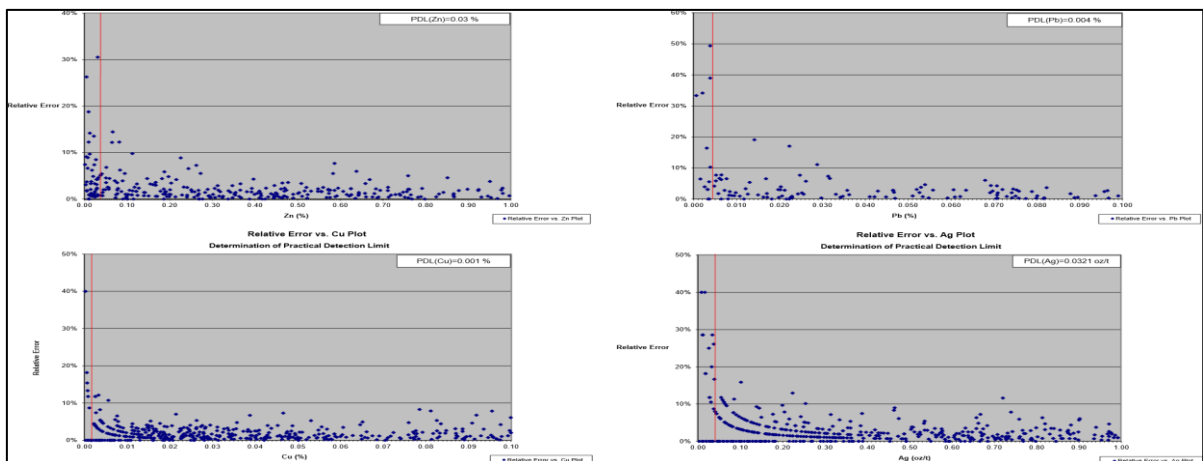 PDL(Zn)=0.03 %
40%
30%
20%
10%
0%
Relative Error
0.00 0.10 0.20 0.30 0.40 0.50 0.60 0.70 0.80 0.90 1.00
Zn (%)
Relative Error vs. Zn Plot
PDL(Pb)=0.004 %
60%
50%
40%
30%
20%
10%
0%
Relative Error
0.000 0.010 0.020 0.030 0.040 0.050 0.060 0.070 0.080 0.090 0.100
Pb (%)
Relative Error vs. Pb Plot
Relative Error vs. Cu Plot
Determination of Practical Detection Limit
PDL(Cu)=0.001 %
50%
40%
30%
20%
10%
0%
Relative Error
0.00 0.01 0.02 0.03 0.04 0.05 0.06 0.07 0.08 0.09 0.10
Cu (%)
Relative Error vs. Cu Plot
Relative Error vs. Ag Plot
Determination of Practical Detection Limit
PDL(Ag)=0.0321 oz/t
50%
40%
30%
20%
10%
0%
Relative Error
0.00 0.10 0.20 0.30 0.40 0.50 0.60 0.70 0.80 0.90 1.00
Ag (oz/t)
Relative Error vs. Ag Plot